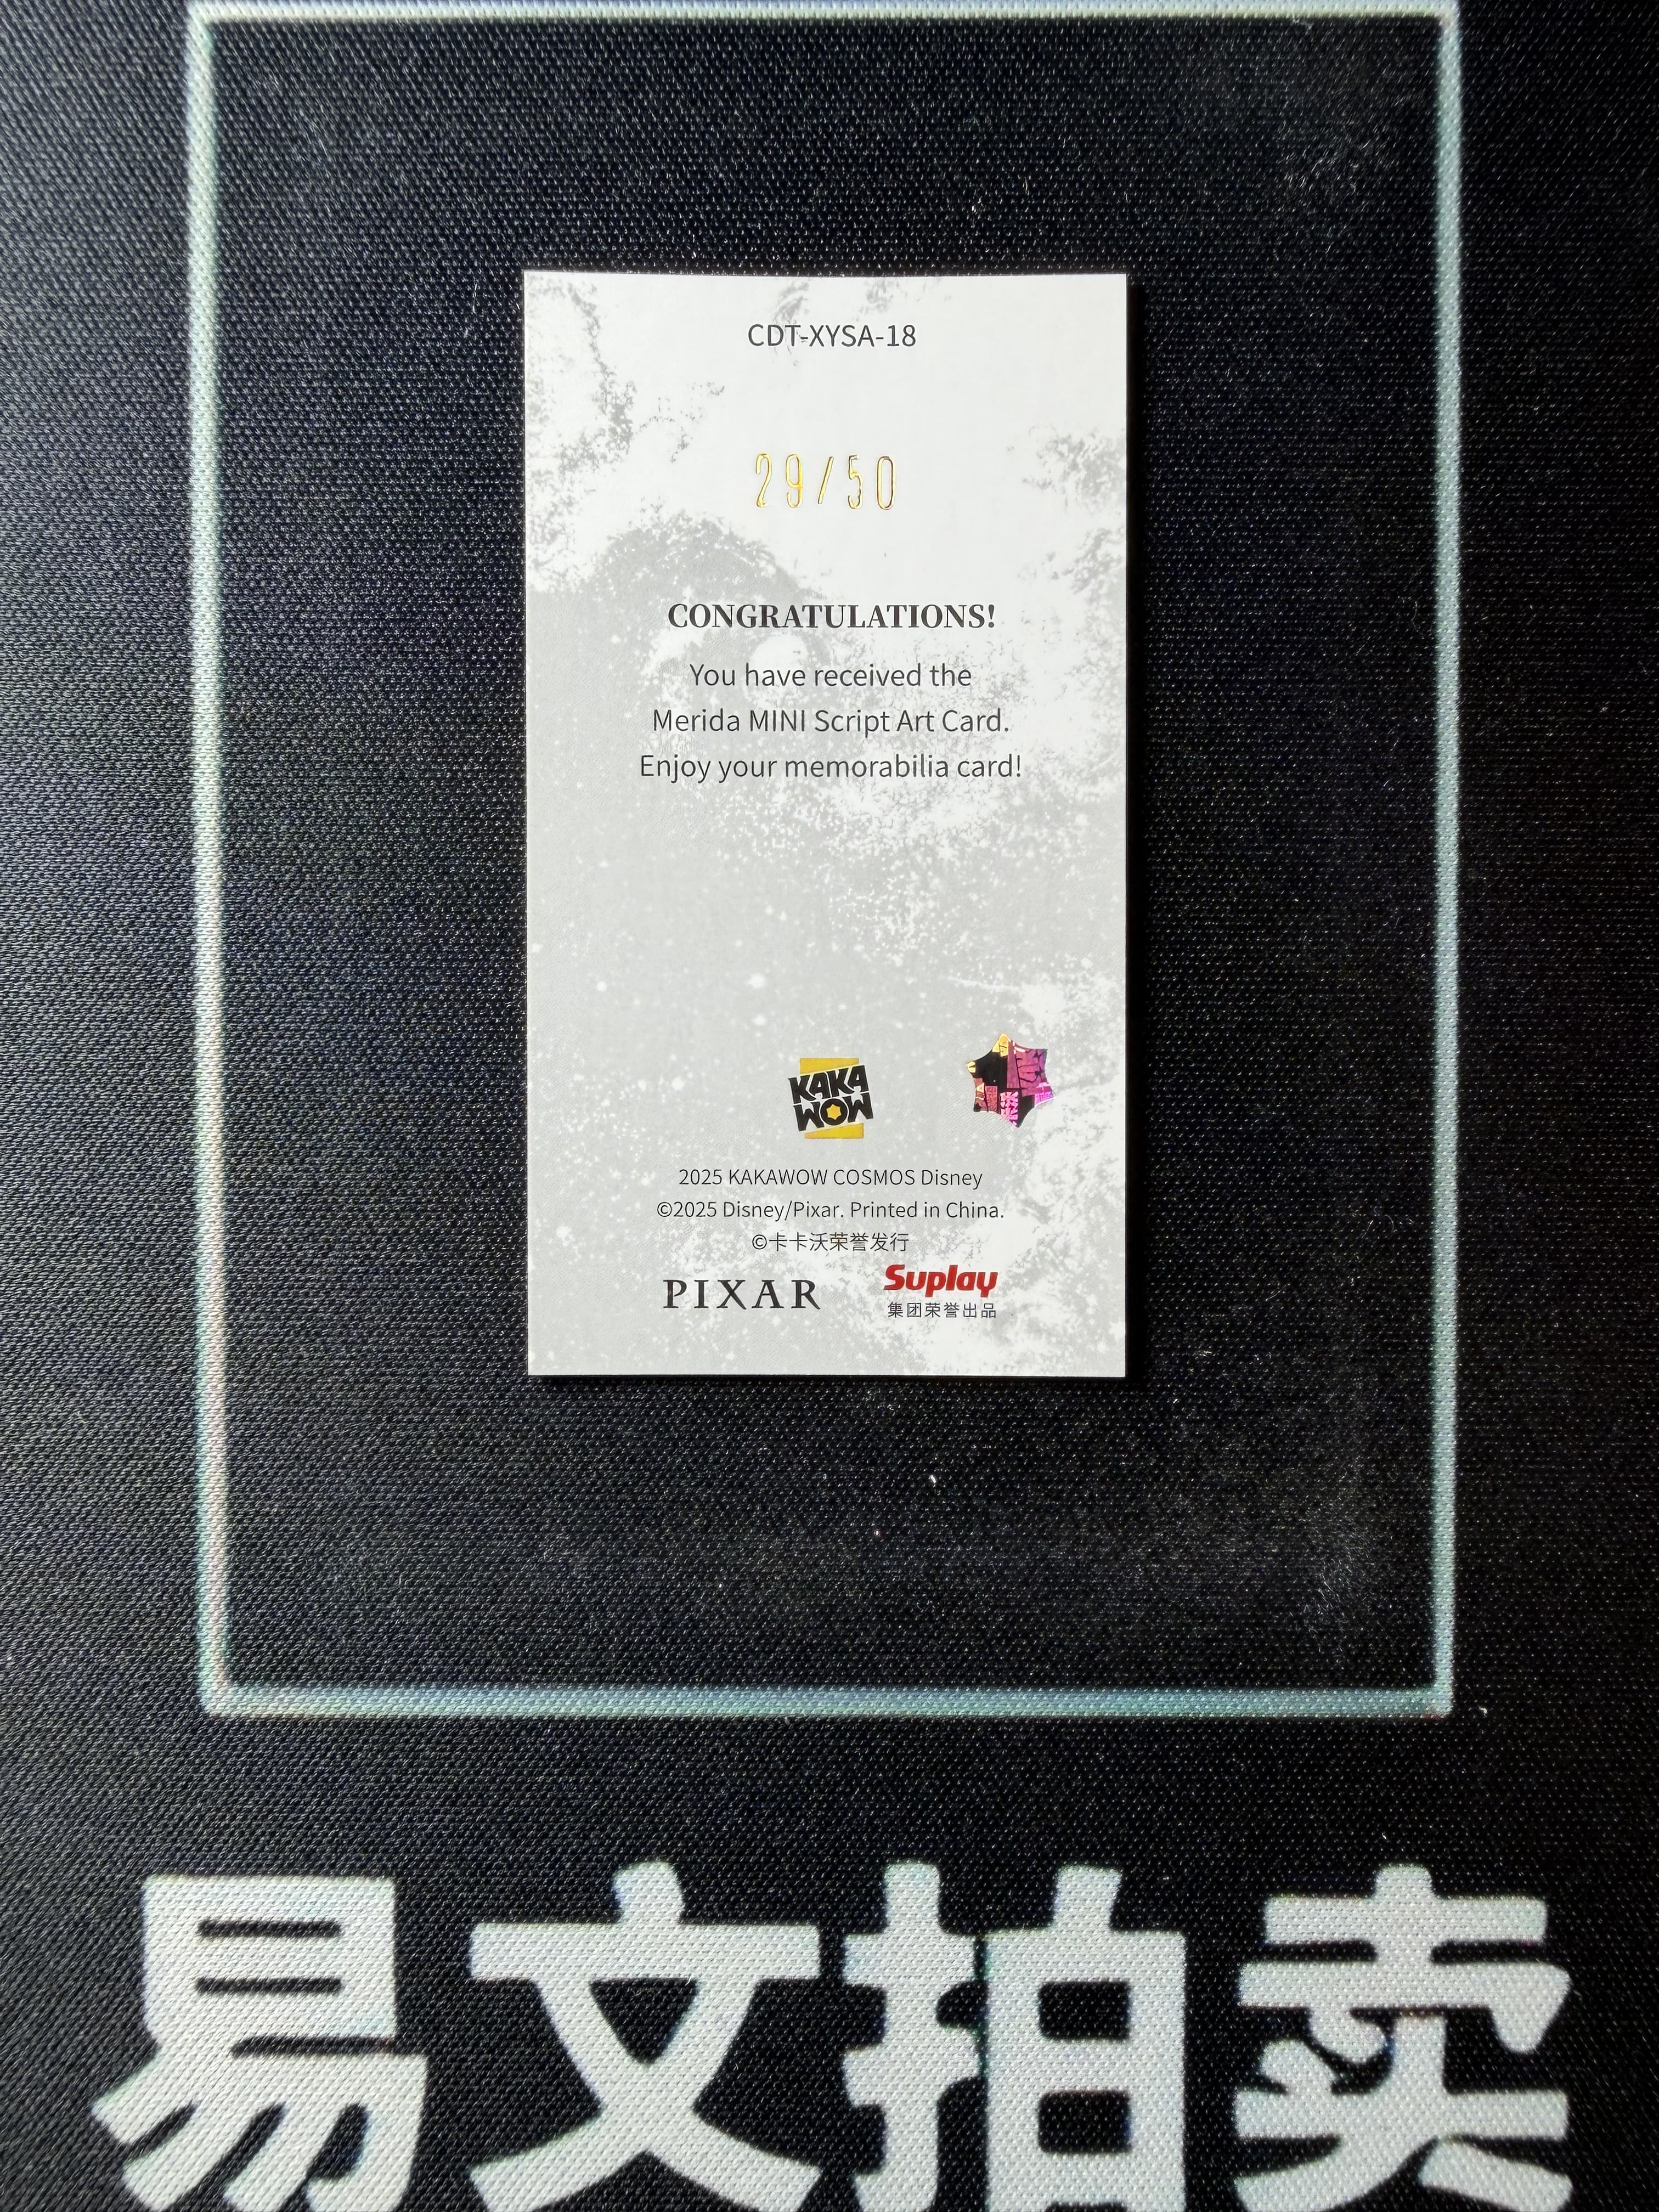 CDT-XYSA-18
29/50
CONGRATULATIONS!
You have received the
Merida MINI Script Art Card.
Enjoy your memorabilia card!
KAKA
WOW
2025 KAKAWOW COSMOS Disney
©2025 Disney/Pixar. Printed in China.
©卡卡沃荣誉发行
PIXAR
Suplay
集团荣誉出品
易文拍卖